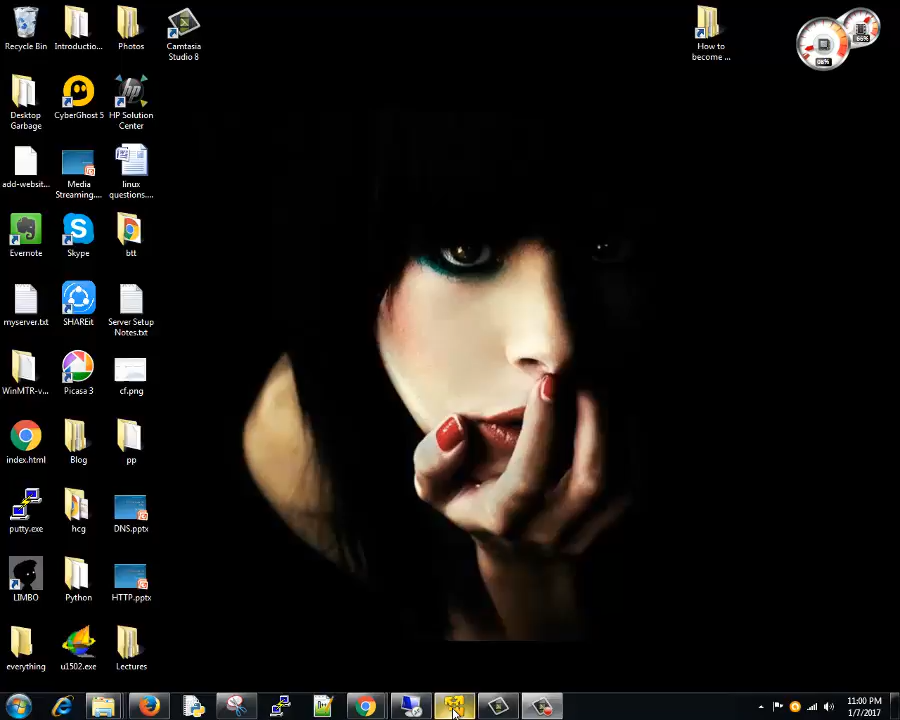 Recycle Bin
Introductio...
Photos
Camtasia
Studio 8
How to
become ...
08%
66%
Desktop
Garbage
CyberGhost 5
HP Solution
Center
add-websit...
Media
Streaming....
linux
questions....
Evernote
Skype
btt
myserver.txt
SHAREit
Server Setup
Notes.txt
WinMTR-v...
Picasa 3
cf.png
index.html
Blog
pp
putty.exe
hcg
DNS.pptx
LIMBO
Python
HTTP.pptx
everything
u1502.exe
Lectures
11:00 PM
1/7/2017